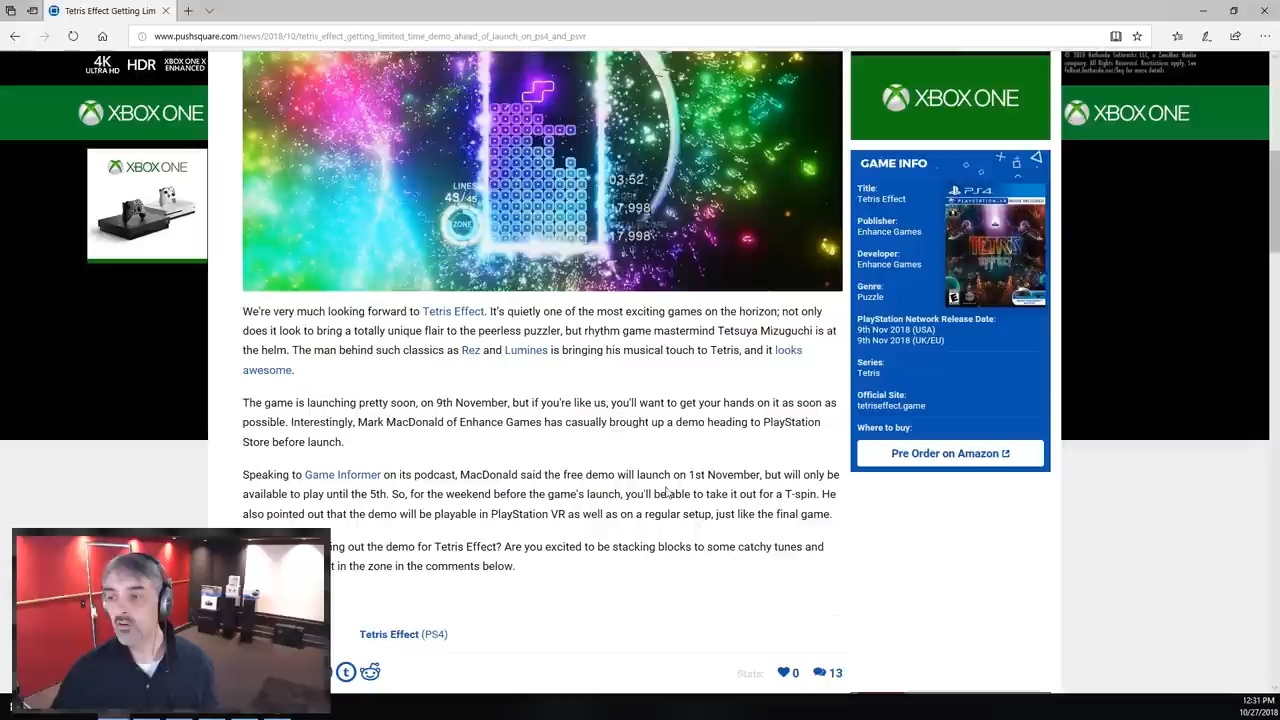 Tetris Effect Getting Lim
www.pushsquare.com/news/2018/10/tetris_effect_getting_limited_time_demo_ahead_of_launch_on_ps4_and_psvr
4K ULTRA HD HDR XBOX ONE X ENHANCED
XBOX ONE
XBOX ONE
LINES
43/45
ZONE
03:52
17,998
17,998
XBOX ONE
XBOX ONE
GAME INFO
Title:
Tetris Effect
Publisher:
Enhance Games
Developer:
Enhance Games
Genre:
Puzzle
PS4
TETRIS
EFFECT
PlayStation Network Release Date:
9th Nov 2018 (USA)
9th Nov 2018 (UK/EU)
Series:
Tetris
Official Site:
tetriseffect.game
Where to buy:
Pre Order on Amazon
We're very much looking forward to Tetris Effect. It's quietly one of the most exciting games on the horizon; not only
does it look to bring a totally unique flair to the peerless puzzler, but rhythm game mastermind Tetsuya Mizuguchi is at
the helm. The man behind such classics as Rez and Lumines is bringing his musical touch to Tetris, and it looks
awesome.
The game is launching pretty soon, on 9th November, but if you're like us, you'll want to get your hands on it as soon as
possible. Interestingly, Mark MacDonald of Enhance Games has casually brought up a demo heading to PlayStation
Store before launch.
Speaking to Game Informer on its podcast, MacDonald said the free demo will launch on 1st November, but will only be
available to play until the 5th. So, for the weekend before the game's launch, you'll be able to take it out for a T-spin. He
also pointed out that the demo will be playable in PlayStation VR as well as on a regular setup, just like the final game.
ing out the demo for Tetris Effect? Are you excited to be stacking blocks to some catchy tunes and
t in the zone in the comments below.
Tetris Effect (PS4)
Stats: 0 13
12:31 PM
10/27/2018